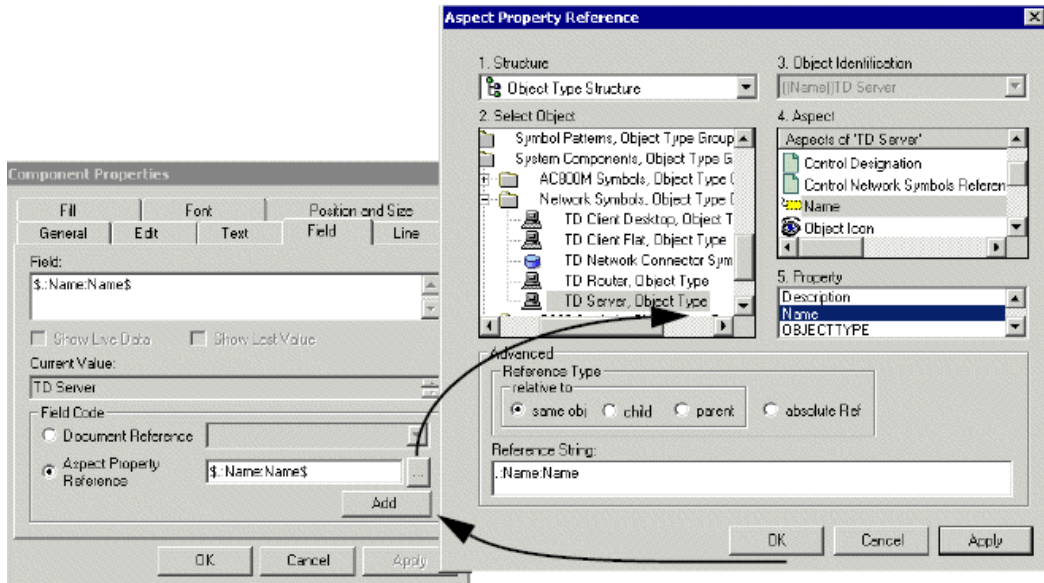 Aspect Property Reference
1. Structure
Object Type Structure
2. Select Object
Symbol Patterns, Object Type Group
System Components, Object Type G
AC800M Symbols, Object Type (
Network Symbols, Object Type (
TD Client Desktop, Object T
TD Client Flat, Object Type
TD Network Connector Sym
TD Router, Object Type
TD Server, Object Type
3. Object Identification
{(Name)}TD Server
4. Aspect
Aspects of 'TD Server'
Control Designation
Control Network Symbols Referen
Name
Object Icon
5. Property
Description
Name
OBJECTTYPE
Advanced
Reference Type
relative to
same obj child parent absolute Ref
Reference String:
.:Name:Name
OK Cancel Apply
Component Properties
Fill Font Position and Size
General Edit Text Field Line
Field:
$.:Name:Name$
Show Live Data Show Last Value
Current Value:
TD Server
Field Code
Document Reference
Aspect Property
Reference
$.:Name:Name$ ...
Add
OK Cancel Apply